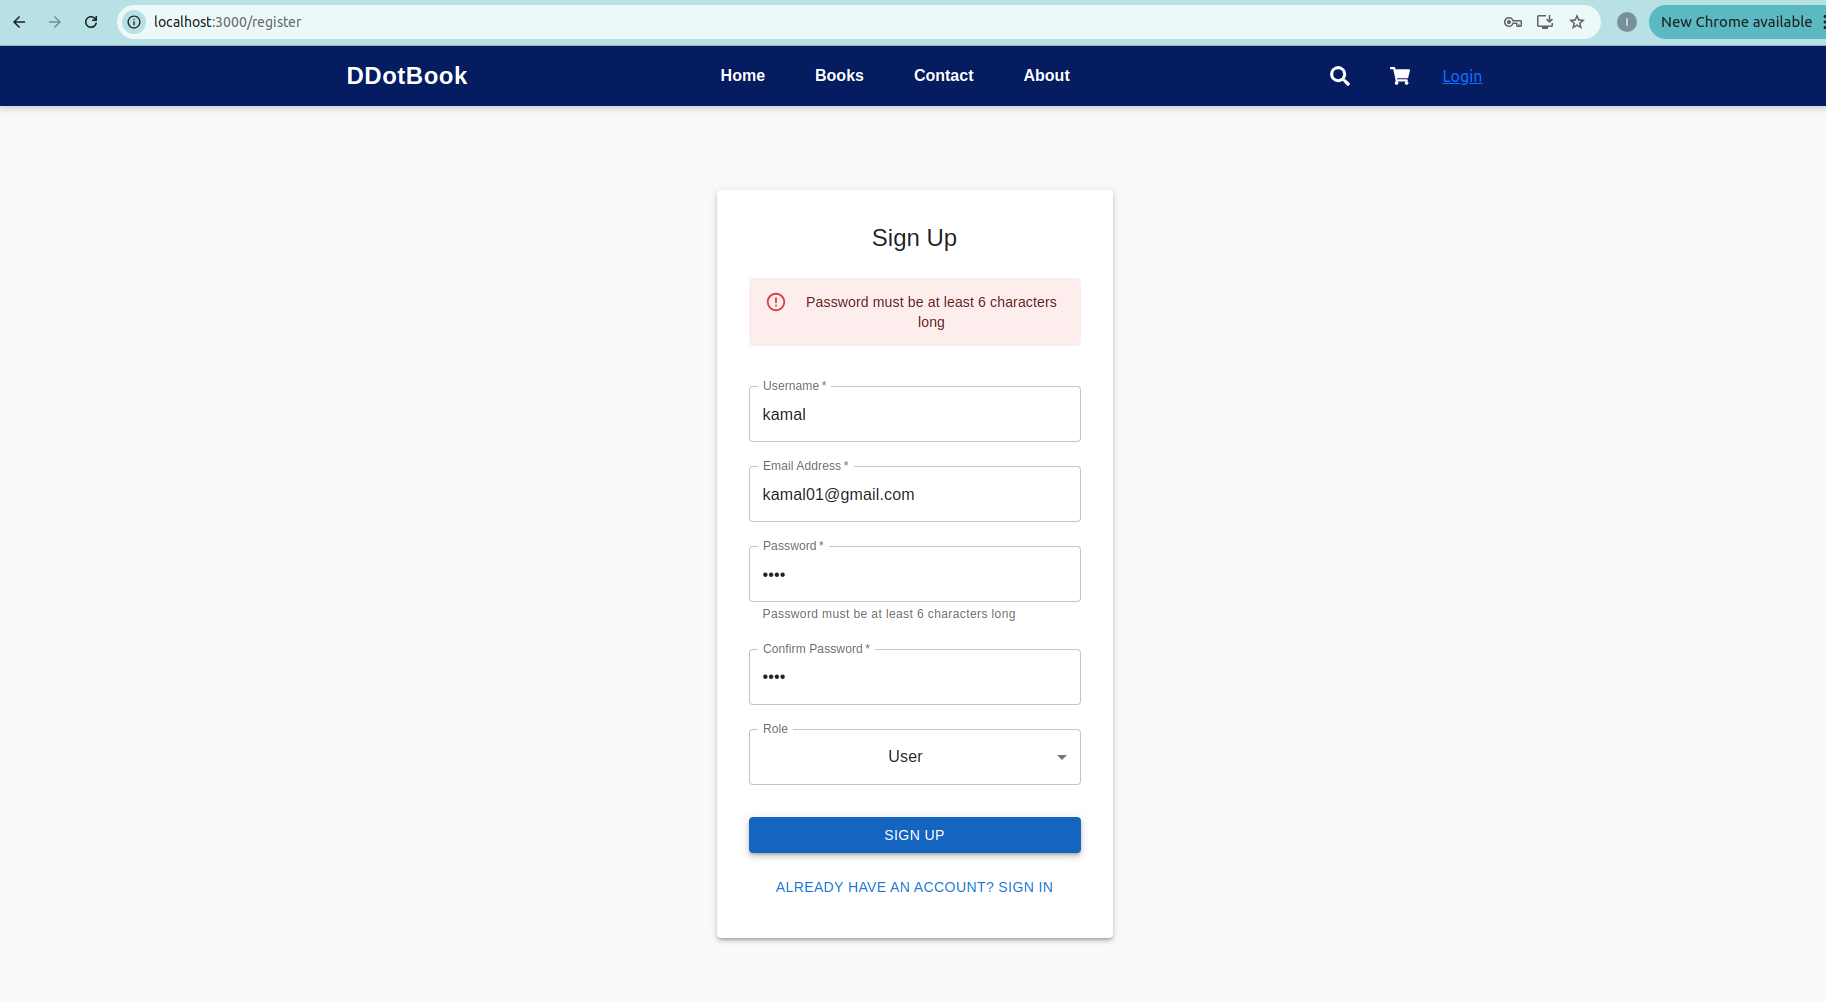 localhost:3000/register
I
New Chrome available
DDotBook
Home
Books
Contact
About
Login
Sign Up
Password must be at least 6 characters
long
Username *
kamal
Email Address *
kamal01@gmail.com
Password *
••••
Password must be at least 6 characters long
Confirm Password *
••••
Role
User
SIGN UP
ALREADY HAVE AN ACCOUNT? SIGN IN